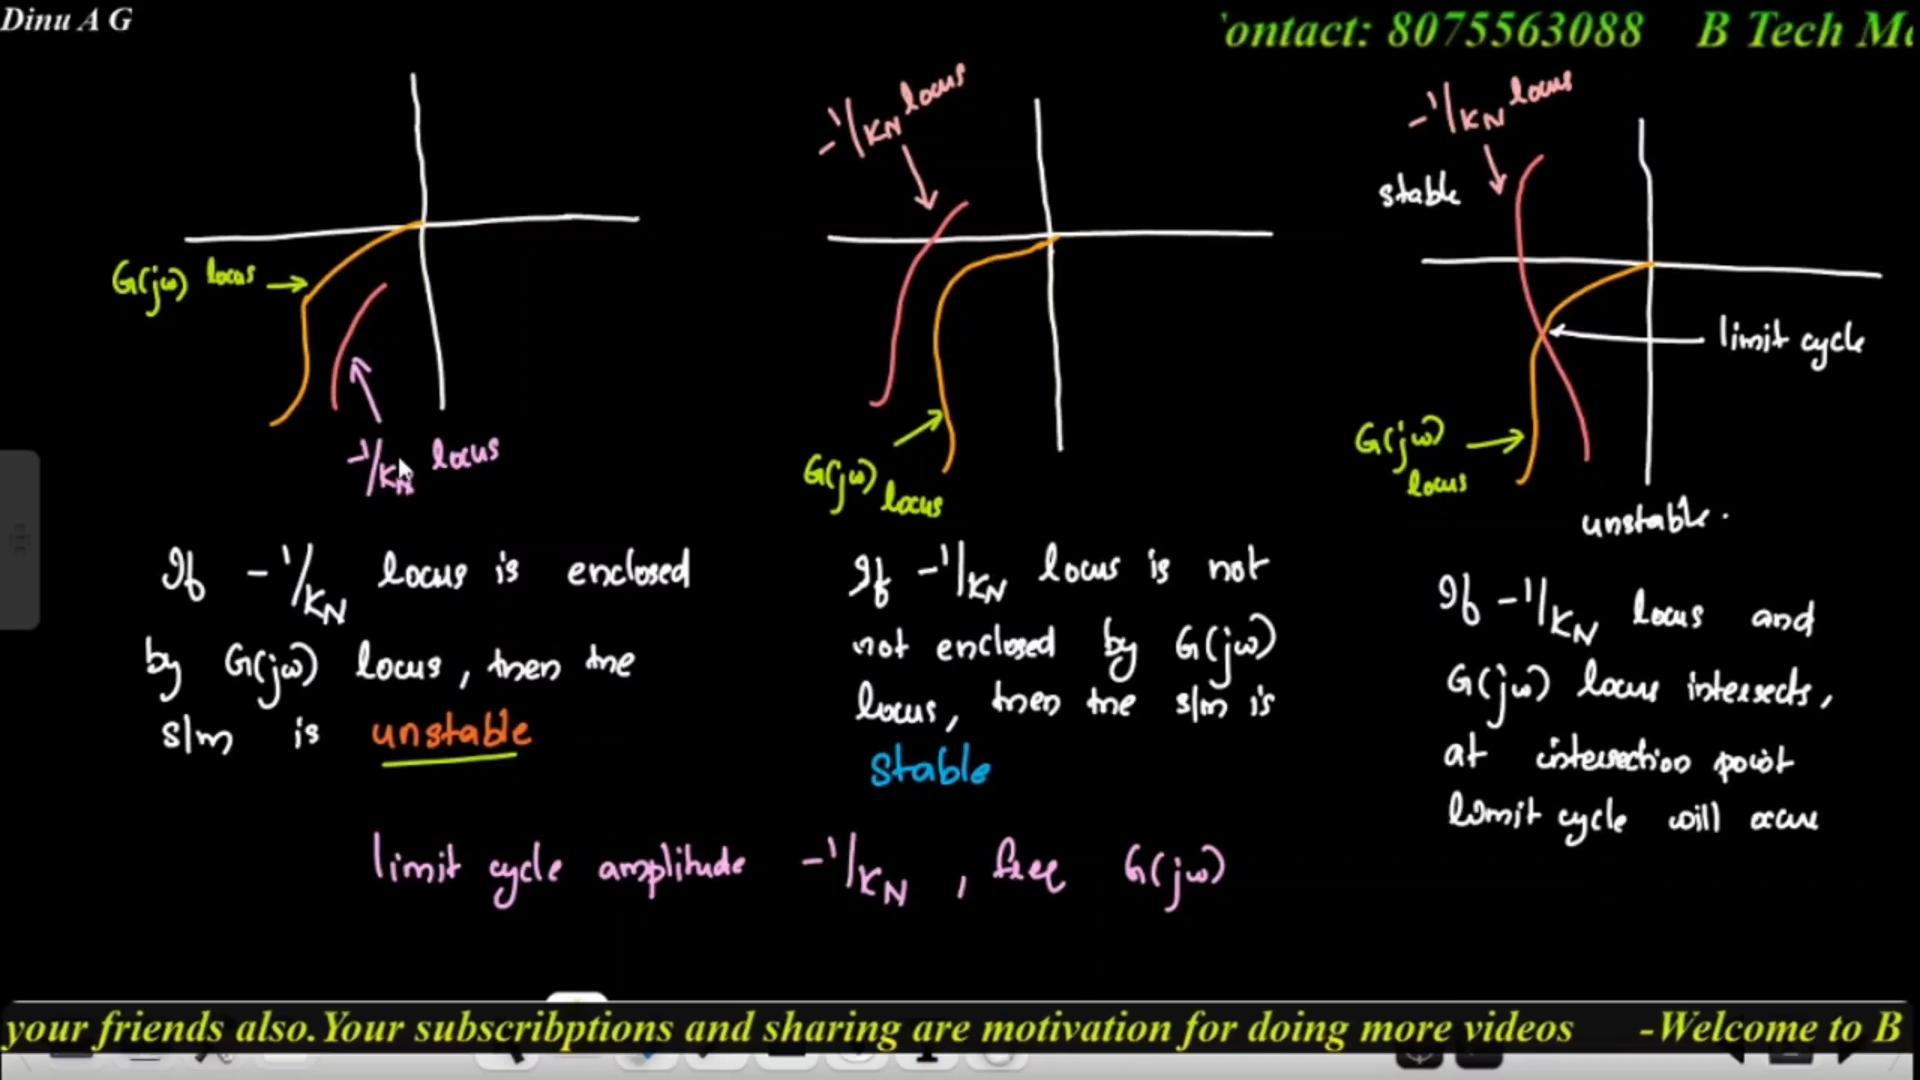 Dinu A G
ontact: 8075563088 B Tech M
-1/KN locus
G(jω) locus
-1/KN locus
If -1/KN locus is enclosed
by G(jω) locus, then the
s/m is unstable
-1/KN locus
G(jω) locus
If -1/KN locus is not
not enclosed by G(jω)
locus, then the s/m is
stable
-1/KN locus
stable
limit cycle
G(jω)
locus
unstable.
If -1/KN locus and
G(jω) locus intersects,
at intersection point
limit cycle will occur
limit cycle amplitude -1/KN, freq G(jω)
your friends also.Your subscribptions and sharing are motivation for doing more videos -Welcome to B